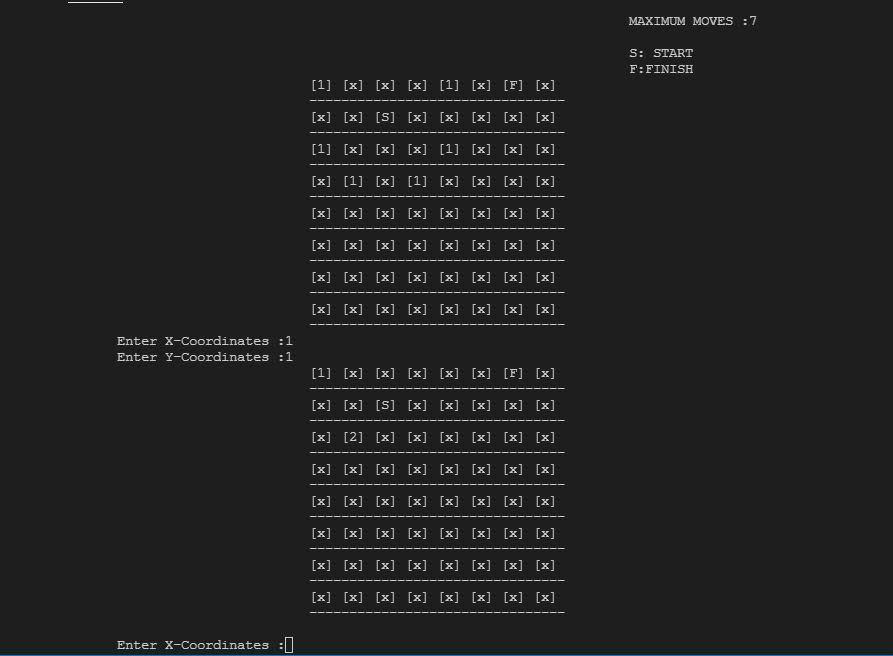 MAXIMUM MOVES :7
S: START
F:FINISH
[1] [x] [x] [x] [1] [x] [F] [x]
[x] [x] [S] [x] [x] [x] [x] [x]
[1] [x] [x] [x] [1] [x] [x] [x]
[x] [1] [x] [1] [x] [x] [x] [x]
[x] [x] [x] [x] [x] [x] [x] [x]
[x] [x] [x] [x] [x] [x] [x] [x]
[x] [x] [x] [x] [x] [x] [x] [x]
[x] [x] [x] [x] [x] [x] [x] [x]
Enter X-Coordinates :1
Enter Y-Coordinates :1
[1] [x] [x] [x] [x] [x] [F] [x]
[x] [x] [S] [x] [x] [x] [x] [x]
[x] [2] [x] [x] [x] [x] [x] [x]
[x] [x] [x] [x] [x] [x] [x] [x]
[x] [x] [x] [x] [x] [x] [x] [x]
[x] [x] [x] [x] [x] [x] [x] [x]
[x] [x] [x] [x] [x] [x] [x] [x]
[x] [x] [x] [x] [x] [x] [x] [x]
Enter X-Coordinates :